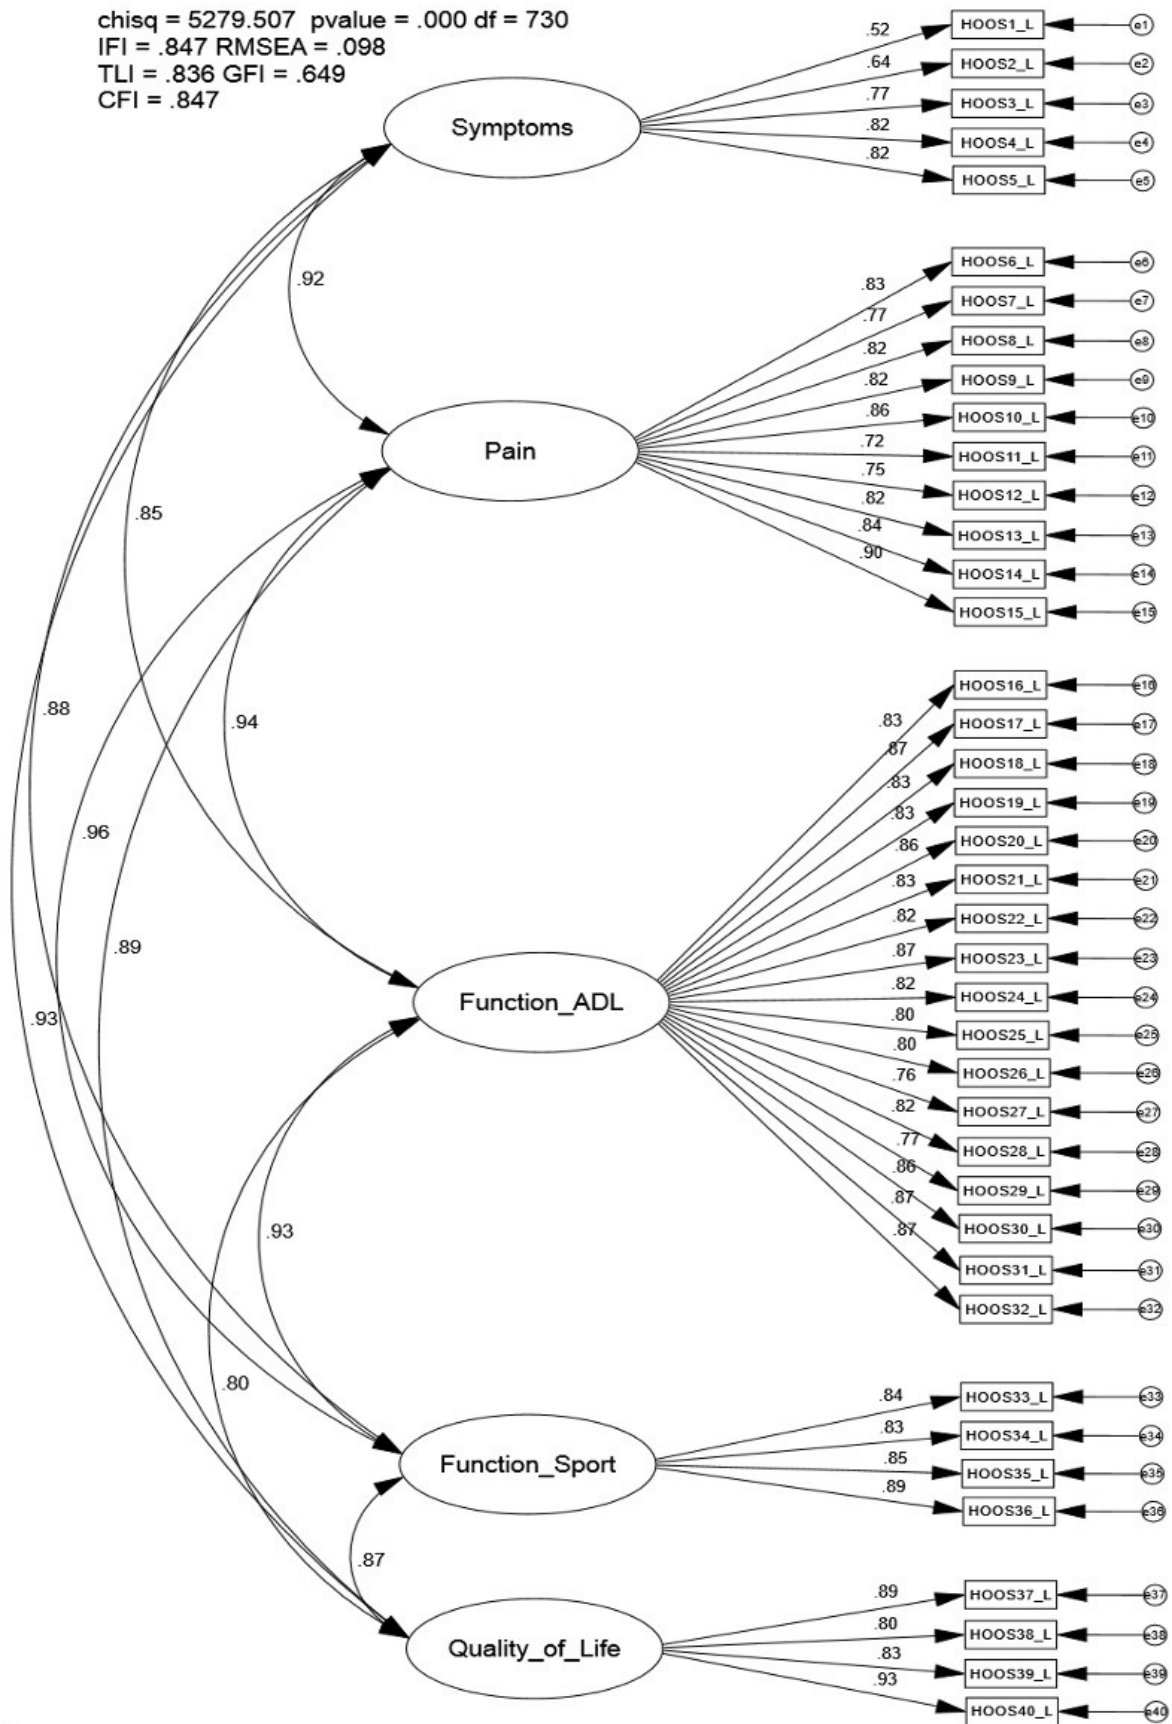 chisq = 5279.507 pvalue = .000 df = 730
IFI = .847 RMSEA = .098
TLI = .836 GFI = .649
CFI = .847
Symptoms
.52 HOOS1_L e1
.64 HOOS2_L e2
.77 HOOS3_L e3
.82 HOOS4_L e4
.82 HOOS5_L e5
.92
Pain
.83 HOOS6_L e6
.77 HOOS7_L e7
.82 HOOS8_L e8
.82 HOOS9_L e9
.86 HOOS10_L e10
.72 HOOS11_L e11
.75 HOOS12_L e12
.82 HOOS13_L e13
.84 HOOS14_L e14
.90 HOOS15_L e15
.85
.88
.94
.96
.89
.93
Function_ADL
.83 HOOS16_L e16
.87 HOOS17_L e17
.83 HOOS18_L e18
.83 HOOS19_L e19
.86 HOOS20_L e20
.83 HOOS21_L e21
.82 HOOS22_L e22
.87 HOOS23_L e23
.82 HOOS24_L e24
.80 HOOS25_L e25
.80 HOOS26_L e26
.76 HOOS27_L e27
.82 HOOS28_L e28
.77 HOOS29_L e29
.86 HOOS30_L e30
.87 HOOS31_L e31
.87 HOOS32_L e32
.93
.80
Function_Sport
.84 HOOS33_L e33
.83 HOOS34_L e34
.85 HOOS35_L e35
.89 HOOS36_L e36
.87
Quality_of_Life
.89 HOOS37_L e37
.80 HOOS38_L e38
.83 HOOS39_L e39
.93 HOOS40_L e40